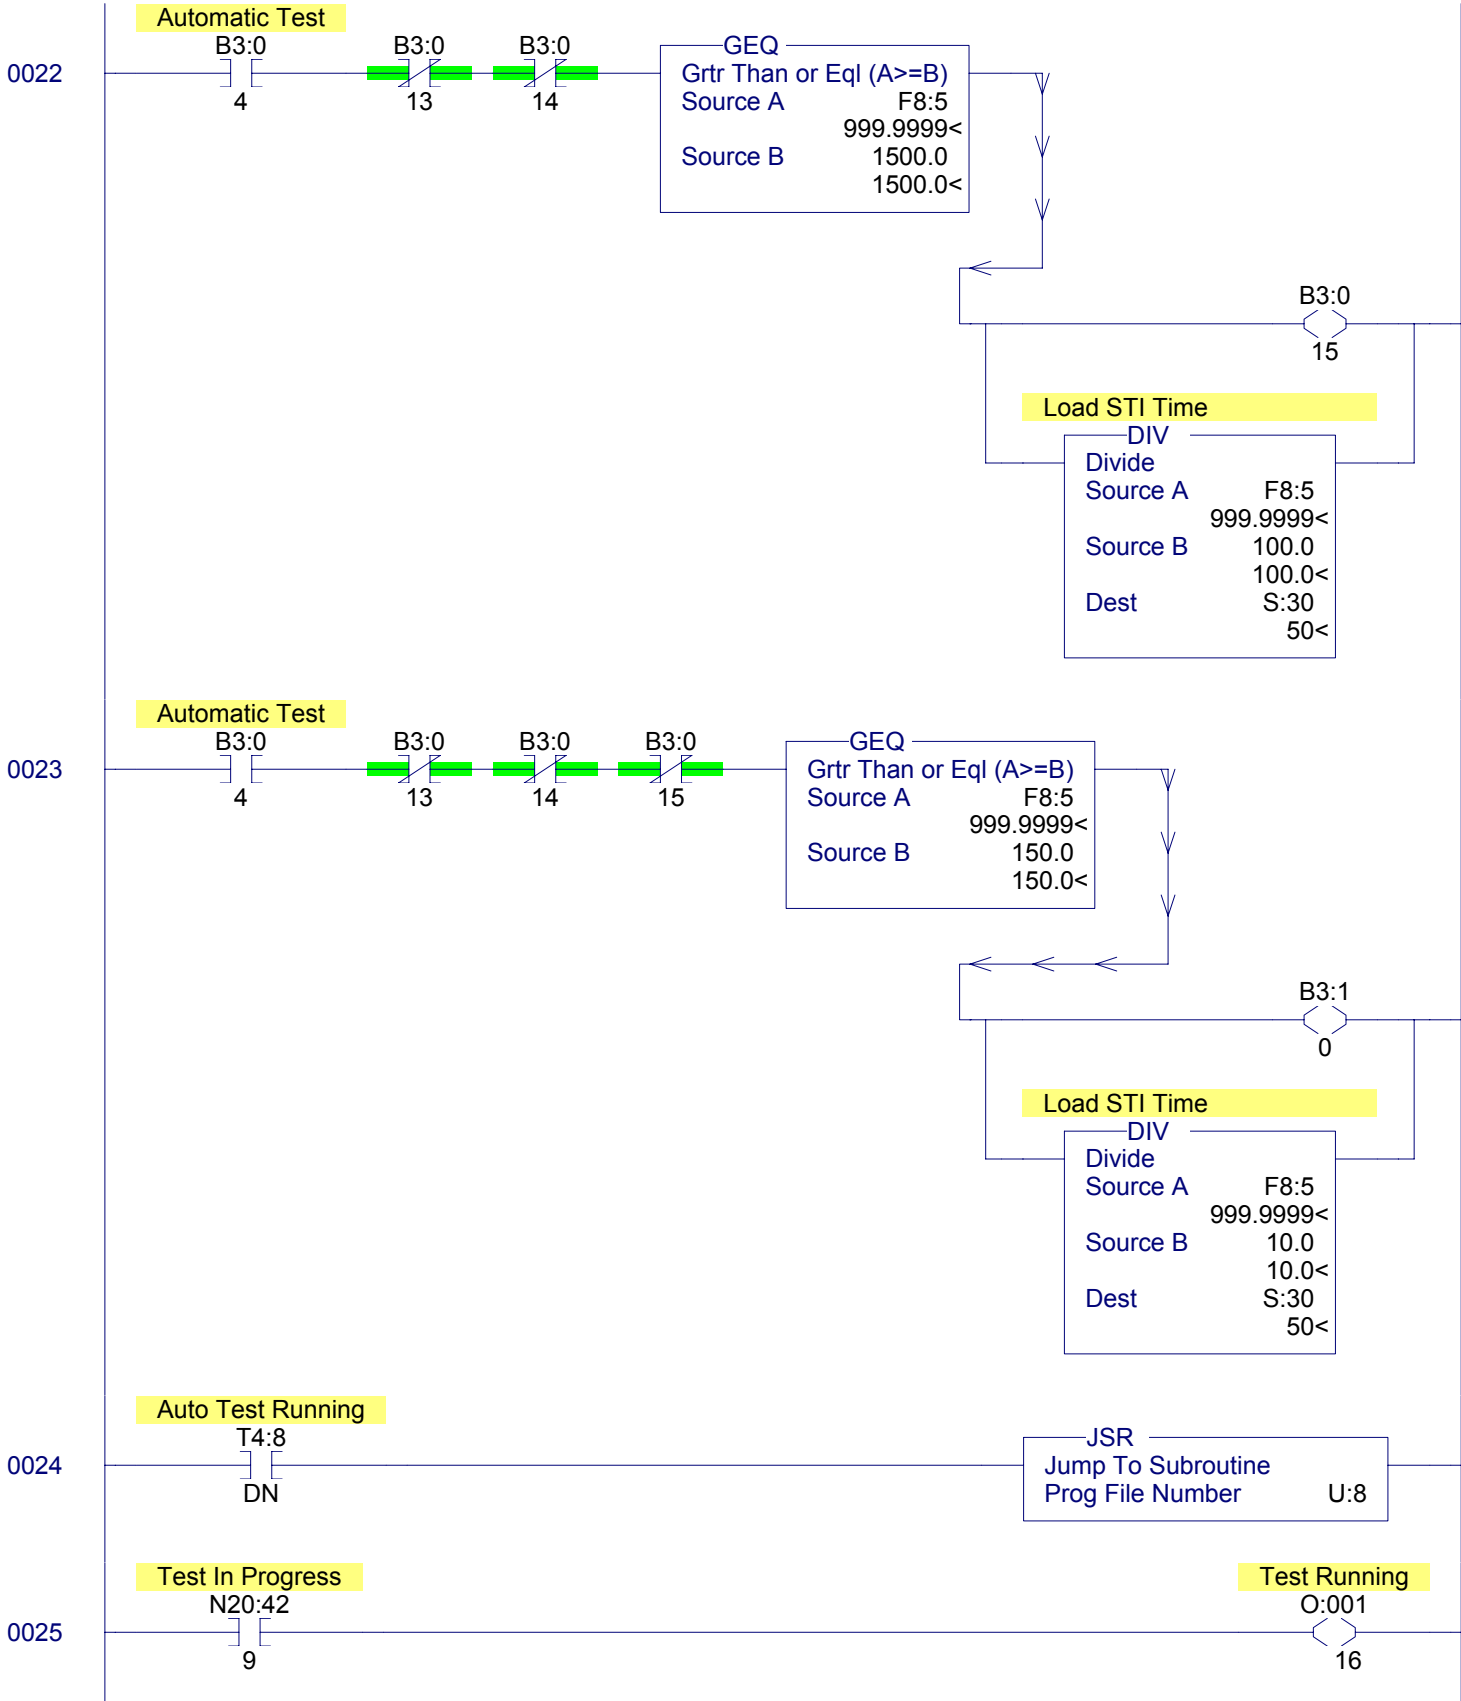 Automatic Test
B3:0 B3:0 B3:0
0022
4 13 14
GEQ
Grtr Than or Eql (A>=B)
Source A F8:5
999.9999<
Source B 1500.0
1500.0<
B3:0
15
Load STI Time
DIV
Divide
Source A F8:5
999.9999<
Source B 100.0
100.0<
Dest S:30
50<
Automatic Test
B3:0 B3:0 B3:0 B3:0
0023
4 13 14 15
GEQ
Grtr Than or Eql (A>=B)
Source A F8:5
999.9999<
Source B 150.0
150.0<
B3:1
0
Load STI Time
DIV
Divide
Source A F8:5
999.9999<
Source B 10.0
10.0<
Dest S:30
50<
Auto Test Running
T4:8
0024
DN
JSR
Jump To Subroutine
Prog File Number U:8
Test In Progress
N20:42
0025
9
Test Running
O:001
16